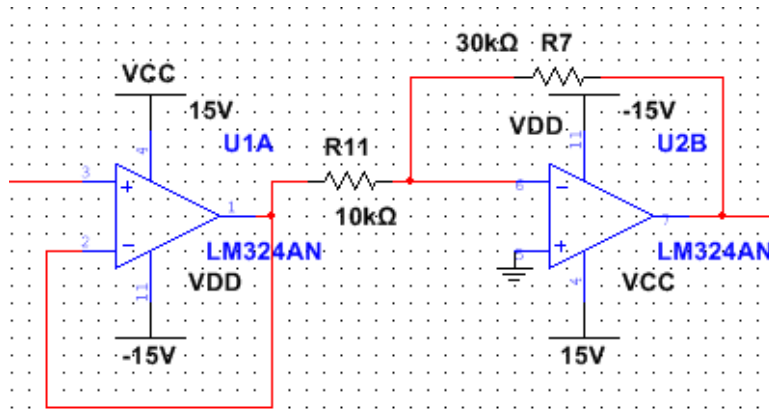 30kΩ R7
VCC
15V
-15V
VDD
4
11
U1A
U2B
R11
3
1
6
10kΩ
2
7
5
LM324AN
LM324AN
VDD
VCC
11
4
-15V
15V